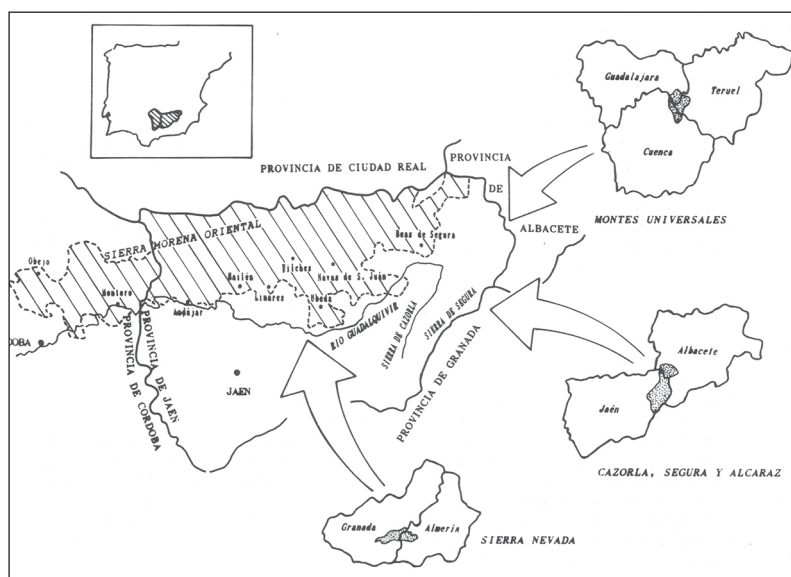 Guadalajara
Teruel
Cuenca
MONTES UNIVERSALES
PROVINCIA DE CIUDAD REAL
PROVINCIA
DE
ALBACETE
SIERRA MORENA ORIENTAL
Obejo
Montoro
Andújar
Bailén
Vilches
Linares
Navas de S. Juan
Ubeda
Beas de Segura
RIO GUADALQUIVIR
SIERRA DE CAZORLA
SIERRA DE SEGURA
PROVINCIA DE GRANADA
DOBA
PROVINCIA DE JAEN
PROVINCIA DE CORDOBA
JAEN
Albacete
Jaén
CAZORLA, SEGURA Y ALCARAZ
Granada
Almería
SIERRA NEVADA